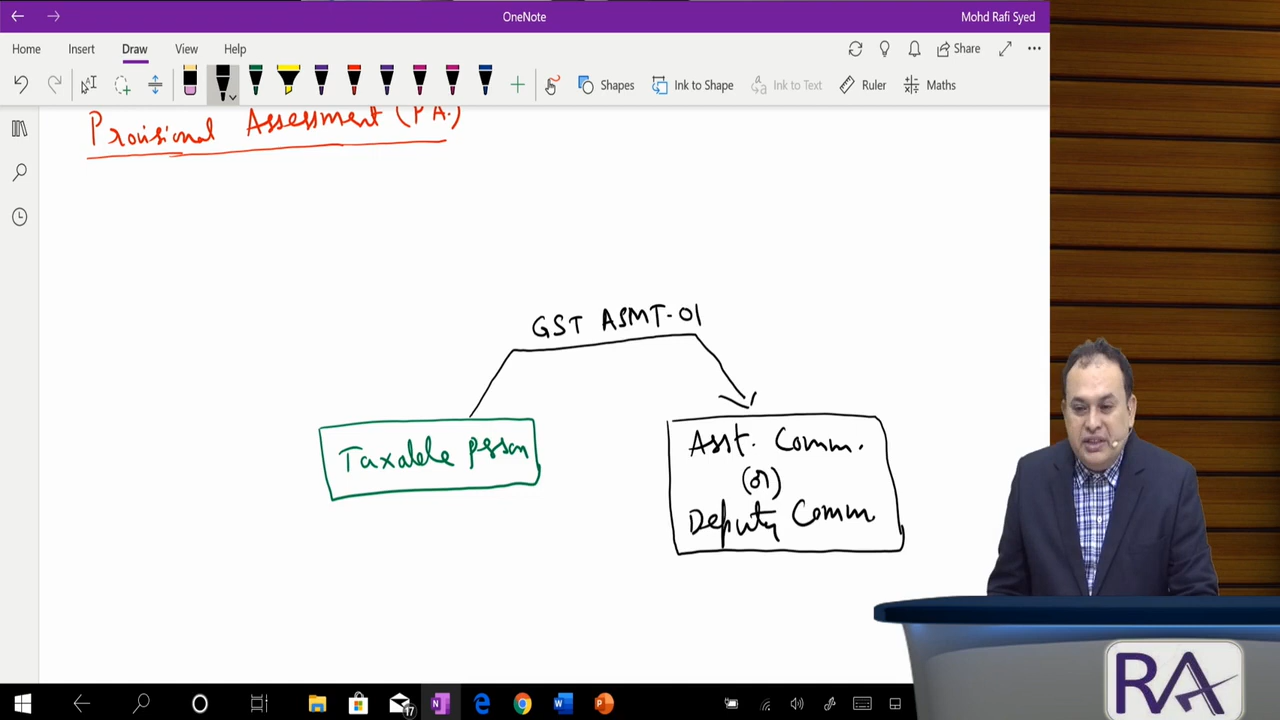 OneNote
Mohd Rafi Syed
Home Insert Draw View Help
Share
Shapes Ink to Shape Ink to Text Ruler Maths
Provisional Assessment (P A.)
GST ASMT-01
Taxable person
Asst. Comm.
(or)
Deputy Comm.
17
RA